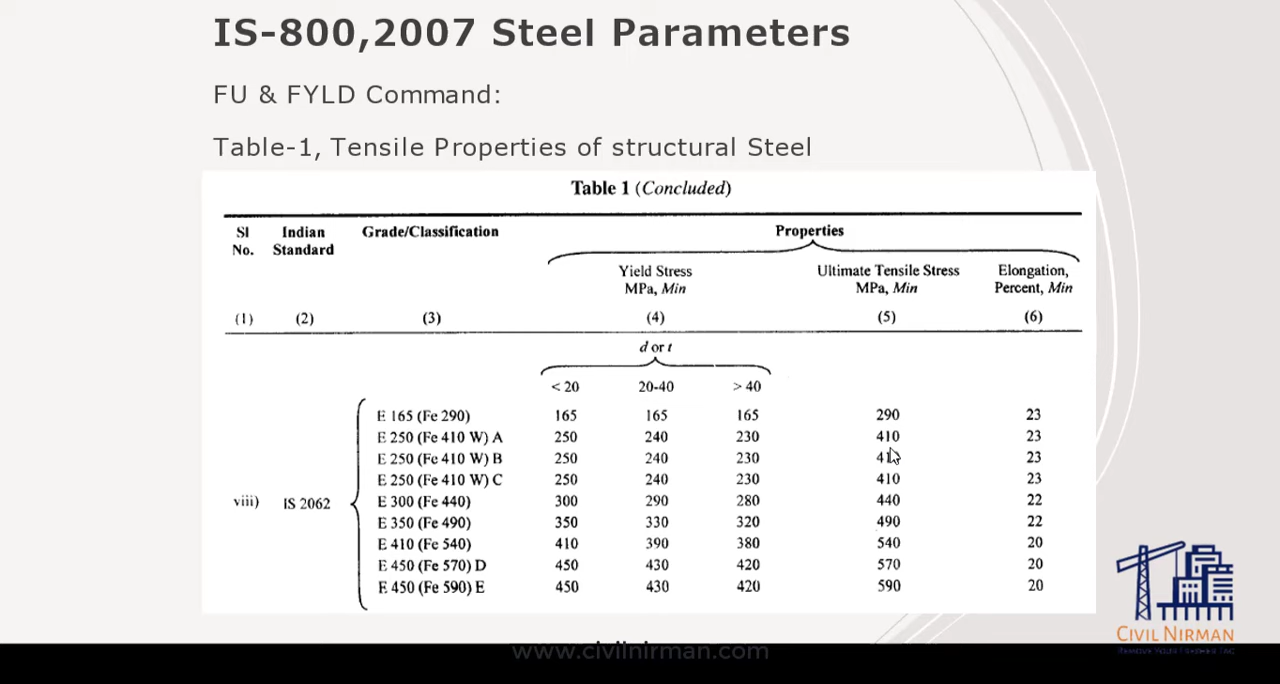 IS-800,2007 Steel Parameters
FU & FYLD Command:
Table-1, Tensile Properties of structural Steel
Table 1 (Concluded)
Sl No. Indian Standard Grade/Classification Properties
Yield Stress MPa, Min Ultimate Tensile Stress MPa, Min Elongation, Percent, Min
(1) (2) (3) (4) (5) (6)
d or t
< 20 20-40 > 40
E 165 (Fe 290) 165 165 165 290 23
E 250 (Fe 410 W) A 250 240 230 410 23
E 250 (Fe 410 W) B 250 240 230 23
E 250 (Fe 410 W) C 250 240 230 410 23
viii) IS 2062 E 300 (Fe 440) 300 290 280 440 22
E 350 (Fe 490) 350 330 320 490 22
E 410 (Fe 540) 410 390 380 540 20
E 450 (Fe 570) D 450 430 420 570 20
E 450 (Fe 590) E 450 430 420 590 20
CIVIL NIRMAN
www.civilnirman.com